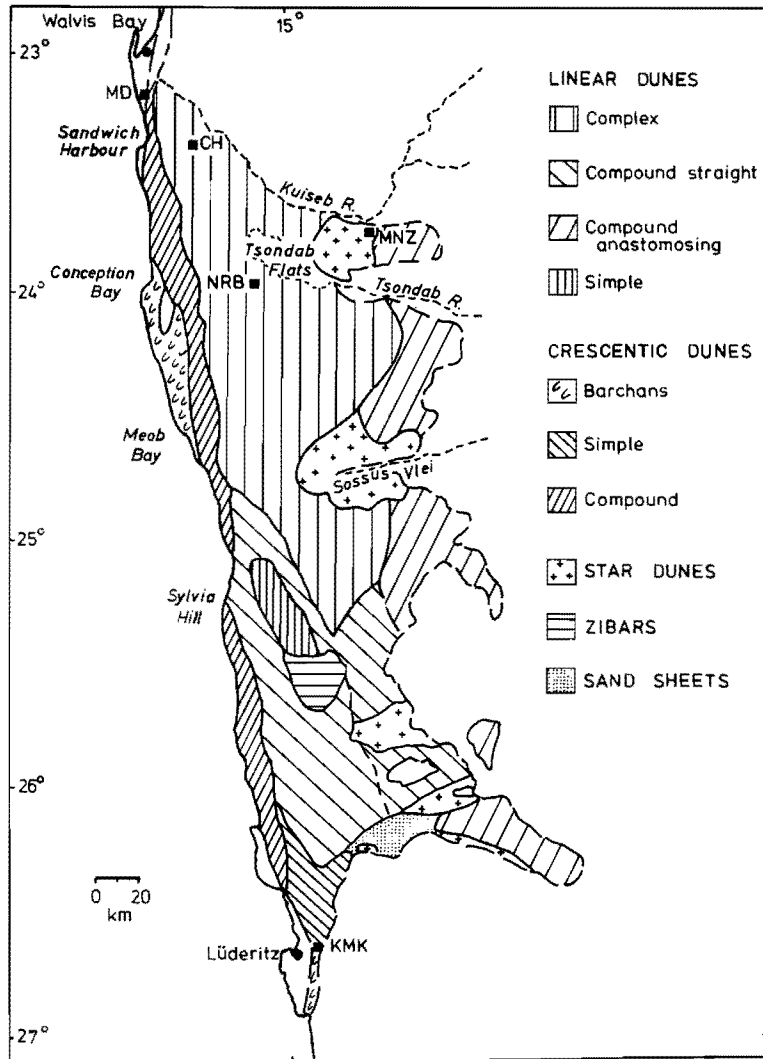 Walvis Bay
15°
23°
MD
Sandwich
Harbour
CH
Kuiseb R.
MNZ
Tsondab
Flats
Conception
Bay
NRB
Tsondab R.
24°
Meob
Bay
Sossus Vlei
25°
Sylvia
Hill
26°
0 20
km
Lüderitz
KMK
27°
LINEAR DUNES
Complex
Compound straight
Compound
anastomosing
Simple
CRESCENTIC DUNES
Barchans
Simple
Compound
STAR DUNES
ZIBARS
SAND SHEETS